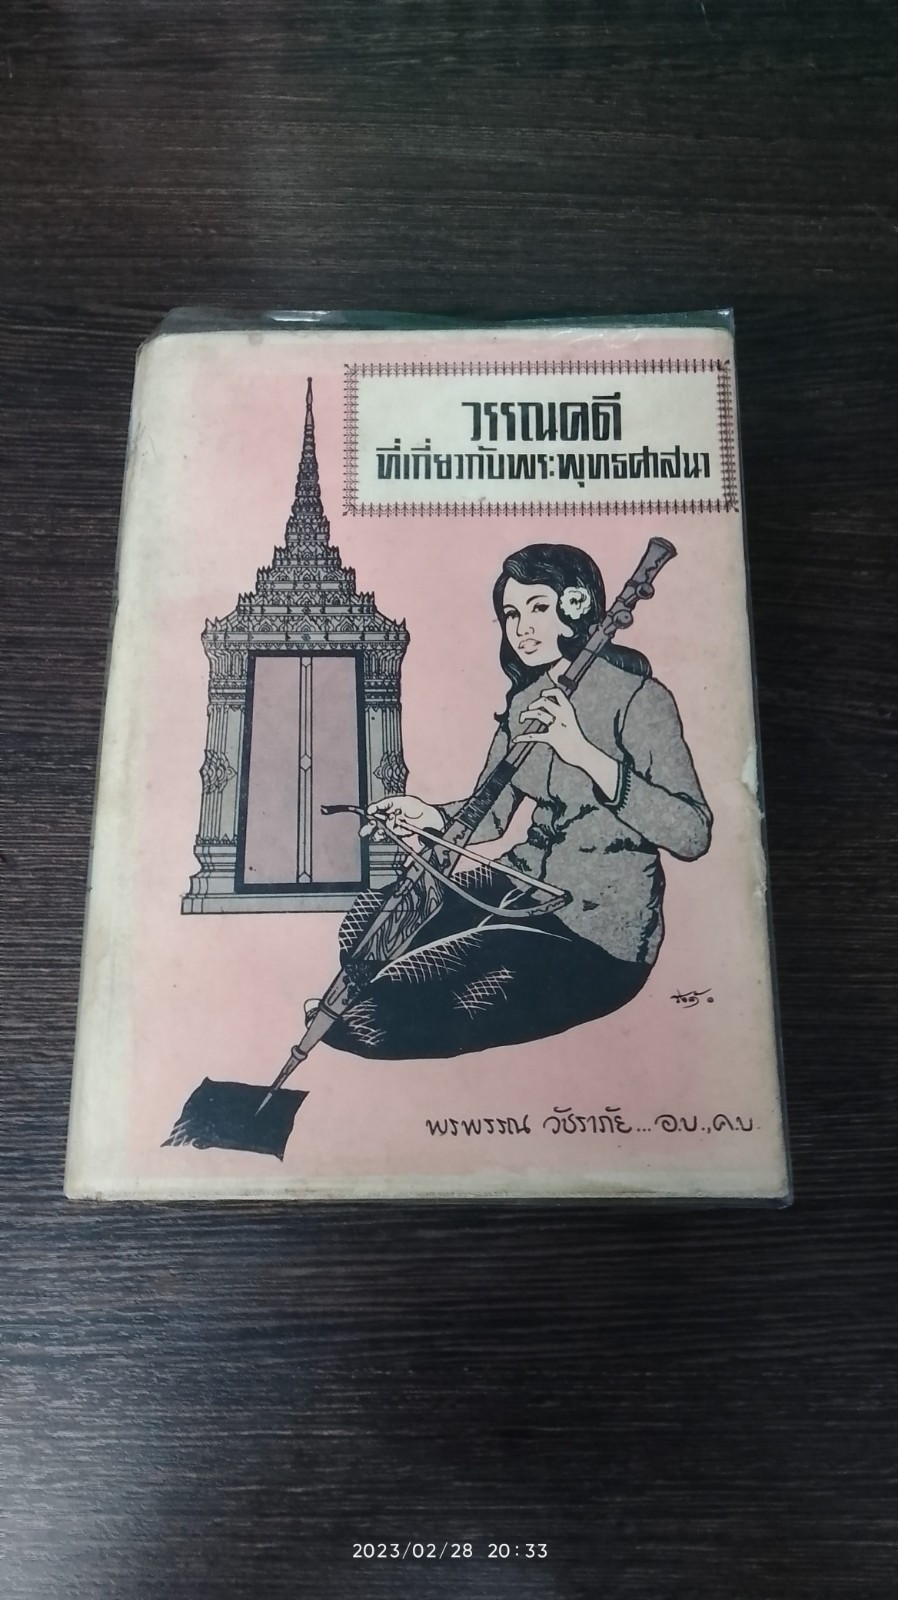 วรรณคดี
ที่เกี่ยวกับพระพุทธศาสนา
พรพรรณ วัชราภัย... อ.บ., ค.บ.
2023/02/28 20:33